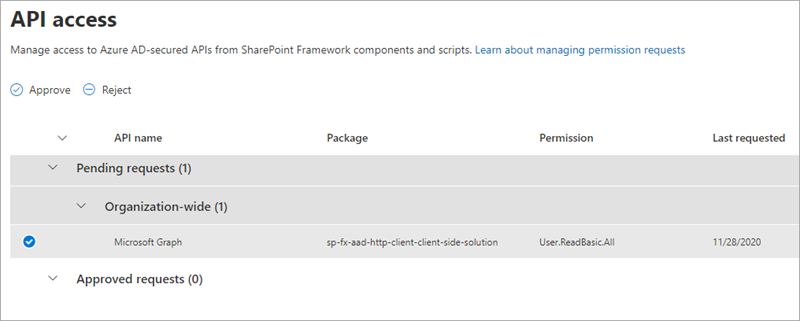 API access
Manage access to Azure AD-secured APIs from SharePoint Framework components and scripts. Learn about managing permission requests
Approve Reject
API name Package Permission Last requested
Pending requests (1)
Organization-wide (1)
Microsoft Graph sp-fx-aad-http-client-client-side-solution User.ReadBasic.All 11/28/2020
Approved requests (0)